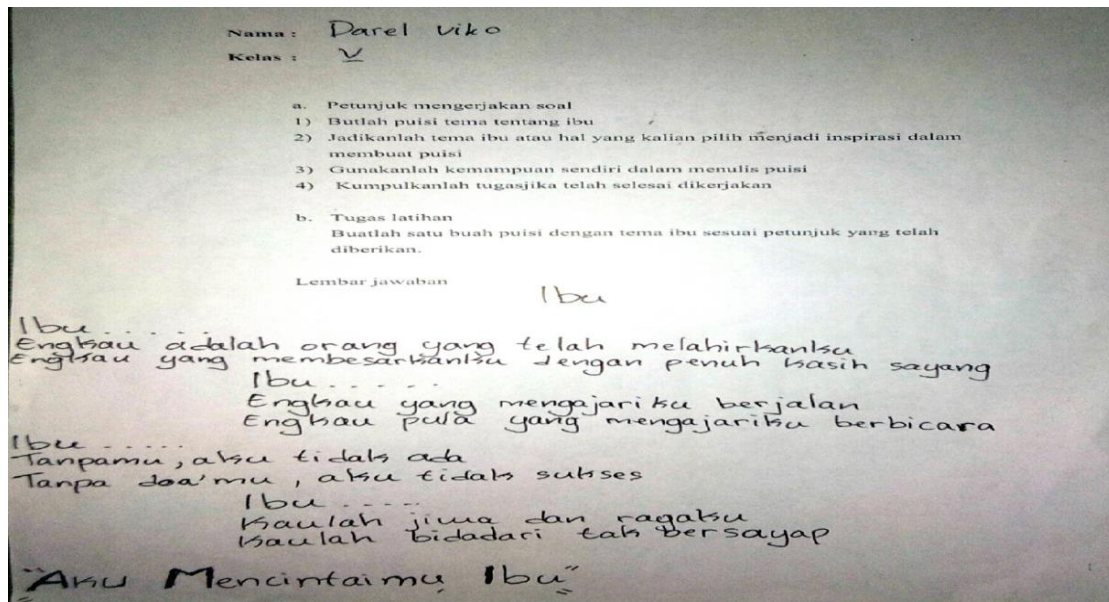 Nama : Darel viko
Kelas : V
a. Petunjuk mengerjakan soal
1) Butlah puisi tema tentang ibu
2) Jadikanlah tema ibu atau hal yang kalian pilih menjadi inspirasi dalam
membuat puisi
3) Gunakanlah kemampuan sendiri dalam menulis puisi
4) Kumpulkanlah tugasjika telah selesai dikerjakan
b. Tugas latihan
Buatlah satu buah puisi dengan tema ibu sesuai petunjuk yang telah
diberikan.
Lembar jawaban
Ibu
Ibu . . . . .
Engkau adalah orang yang telah melahirkanku
Engkau yang membesarkanku dengan penuh kasih sayang
Ibu . . . . .
Engkau yang mengajariku berjalan
Engkau pula yang mengajariku berbicara
Ibu . . . . .
Tanpamu, aku tidak ada
Tanpa doa'mu, aku tidak sukses
Ibu . . . . .
Kaulah jiwa dan ragaku
Kaulah bidadari tak bersayap
"Aku Mencintaimu Ibu"